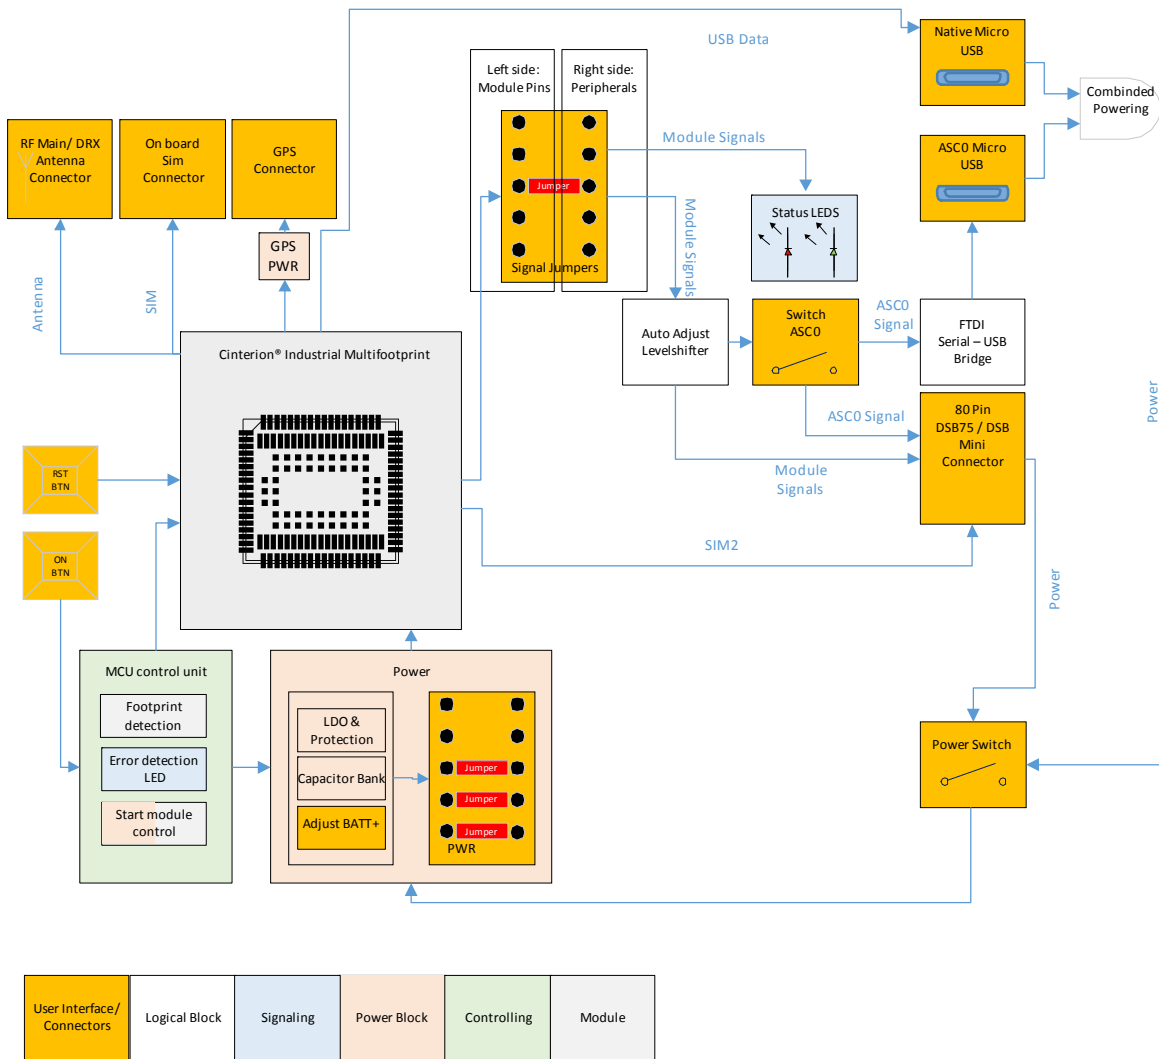 USB Data
Native Micro
USB
Combinded
Powering
Left side:
Module Pins
Right side:
Peripherals
RF Main/ DRX
Antenna
Connector
On board
Sim
Connector
GPS
Connector
Module Signals
ASC0 Micro
USB
Jumper
Signal Jumpers
Status LEDS
GPS
PWR
Module
Signals
Antenna
SIM
Auto Adjust
Levelshifter
Switch
ASC0
ASC0
Signal
FTDI
Serial – USB
Bridge
Power
Cinterion® Industrial Multifootprint
ASC0 Signal
80 Pin
DSB75 / DSB
Mini
Connector
Module
Signals
RST
BTN
ON
BTN
SIM2
Power
MCU control unit
Footprint
detection
Error detection
LED
Start module
control
Power
LDO &
Protection
Capacitor Bank
Adjust BATT+
Jumper
Jumper
Jumper
PWR
Power Switch
User Interface/
Connectors
Logical Block
Signaling
Power Block
Controlling
Module